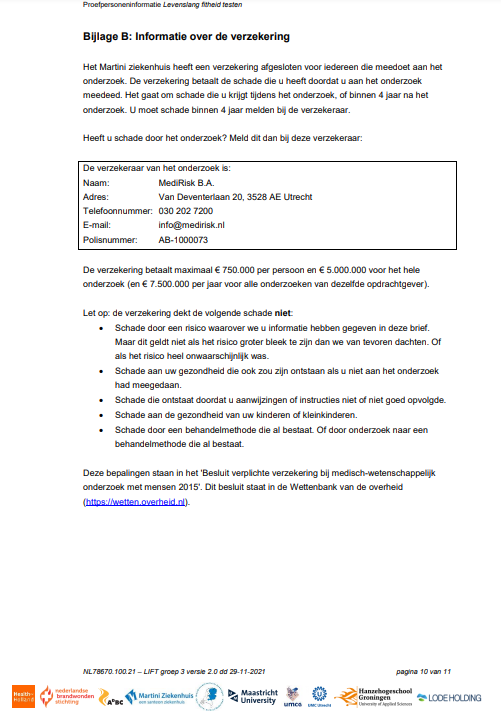 Proefpersoneninformatie Levenslang fitheid testen
Bijlage B: Informatie over de verzekering
Het Martini ziekenhuis heeft een verzekering afgesloten voor iedereen die meedoet aan het
onderzoek. De verzekering betaalt de schade die u heeft doordat u aan het onderzoek
meedeed. Het gaat om schade die u krijgt tijdens het onderzoek, of binnen 4 jaar na het
onderzoek. U moet schade binnen 4 jaar melden bij de verzekeraar.
Heeft u schade door het onderzoek? Meld dit dan bij deze verzekeraar:
De verzekeraar van het onderzoek is:
Naam: MediRisk B.A.
Adres: Van Deventerlaan 20, 3528 AE Utrecht
Telefoonnummer: 030 202 7200
E-mail: info@medirisk.nl
Polisnummer: AB-1000073
De verzekering betaalt maximaal € 750.000 per persoon en € 5.000.000 voor het hele
onderzoek (en € 7.500.000 per jaar voor alle onderzoeken van dezelfde opdrachtgever).
Let op: de verzekering dekt de volgende schade niet:
• Schade door een risico waarover we u informatie hebben gegeven in deze brief.
Maar dit geldt niet als het risico groter bleek te zijn dan we van tevoren dachten. Of
als het risico heel onwaarschijnlijk was.
• Schade aan uw gezondheid die ook zou zijn ontstaan als u niet aan het onderzoek
had meegedaan.
• Schade die ontstaat doordat u aanwijzingen of instructies niet of niet goed opvolgde.
• Schade aan de gezondheid van uw kinderen of kleinkinderen.
• Schade door een behandelmethode die al bestaat. Of door onderzoek naar een
behandelmethode die al bestaat.
Deze bepalingen staan in het 'Besluit verplichte verzekering bij medisch-wetenschappelijk
onderzoek met mensen 2015'. Dit besluit staat in de Wettenbank van de overheid
(https://wetten.overheid.nl).
NL78670.100.21 – LIFT groep 3 versie 2.0 dd 29-11-2021 pagina 10 van 11
Health~
Holland
nederlandse
brandwonden
stichting
Martini Ziekenhuis
Maastricht
University
umcg
UMC Utrecht
Hanzehogeschool
Groningen
University of Applied Sciences
LODE HOLDING